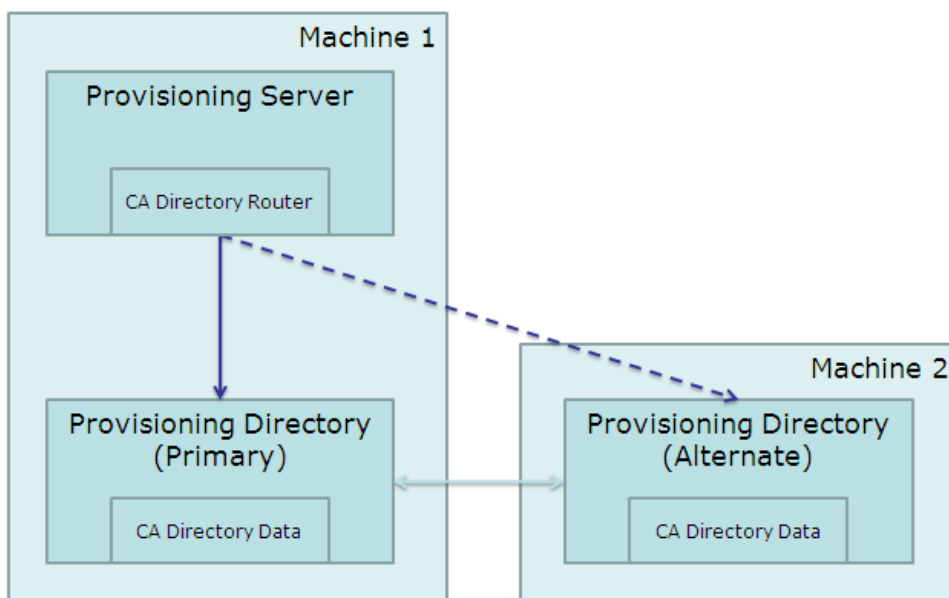 Machine 1
Provisioning Server
CA Directory Router
Machine 2
Provisioning Directory
(Primary)
CA Directory Data
Provisioning Directory
(Alternate)
CA Directory Data